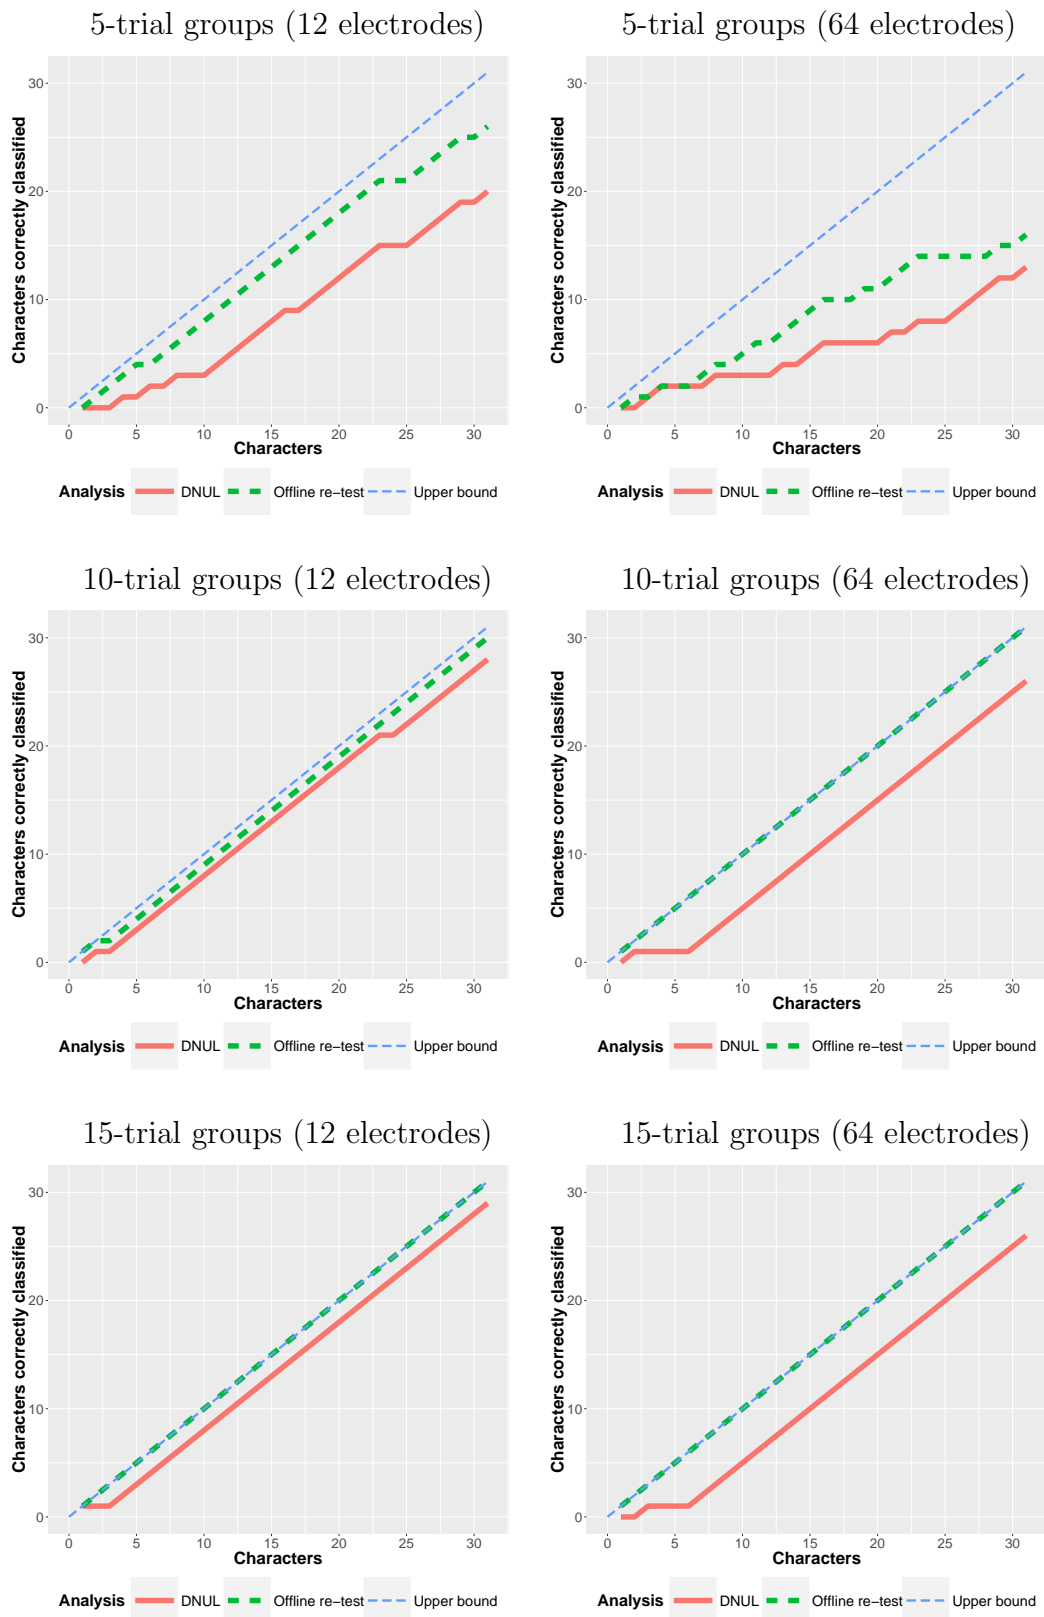 5-trial groups (12 electrodes)
Characters correctly classified
30
20
10
0
0 5 10 15 20 25 30
Characters
Analysis DNUL Offline re−test Upper bound
5-trial groups (64 electrodes)
Characters correctly classified
30
20
10
0
0 5 10 15 20 25 30
Characters
Analysis DNUL Offline re−test Upper bound
10-trial groups (12 electrodes)
Characters correctly classified
30
20
10
0
0 5 10 15 20 25 30
Characters
Analysis DNUL Offline re−test Upper bound
10-trial groups (64 electrodes)
Characters correctly classified
30
20
10
0
0 5 10 15 20 25 30
Characters
Analysis DNUL Offline re−test Upper bound
15-trial groups (12 electrodes)
Characters correctly classified
30
20
10
0
0 5 10 15 20 25 30
Characters
Analysis DNUL Offline re−test Upper bound
15-trial groups (64 electrodes)
Characters correctly classified
30
20
10
0
0 5 10 15 20 25 30
Characters
Analysis DNUL Offline re−test Upper bound